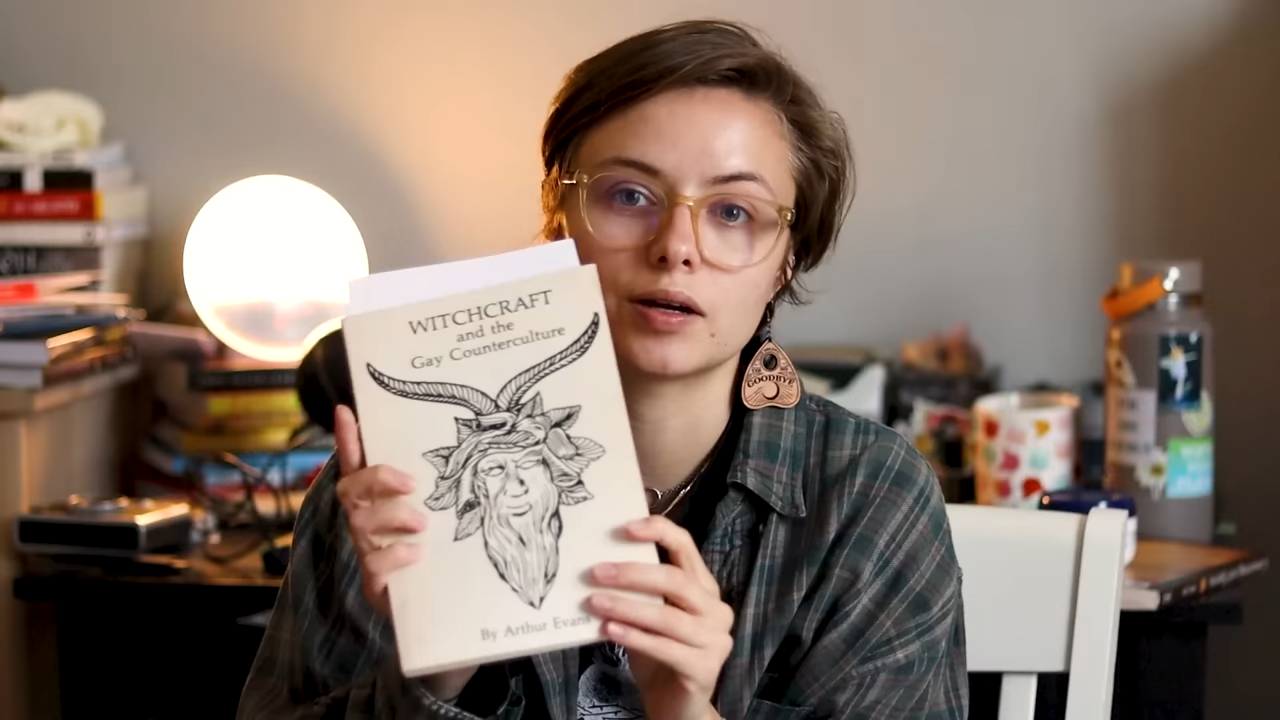 WITCHCRAFT
and the
Gay Counterculture
By Arthur Evans
GOODBYE